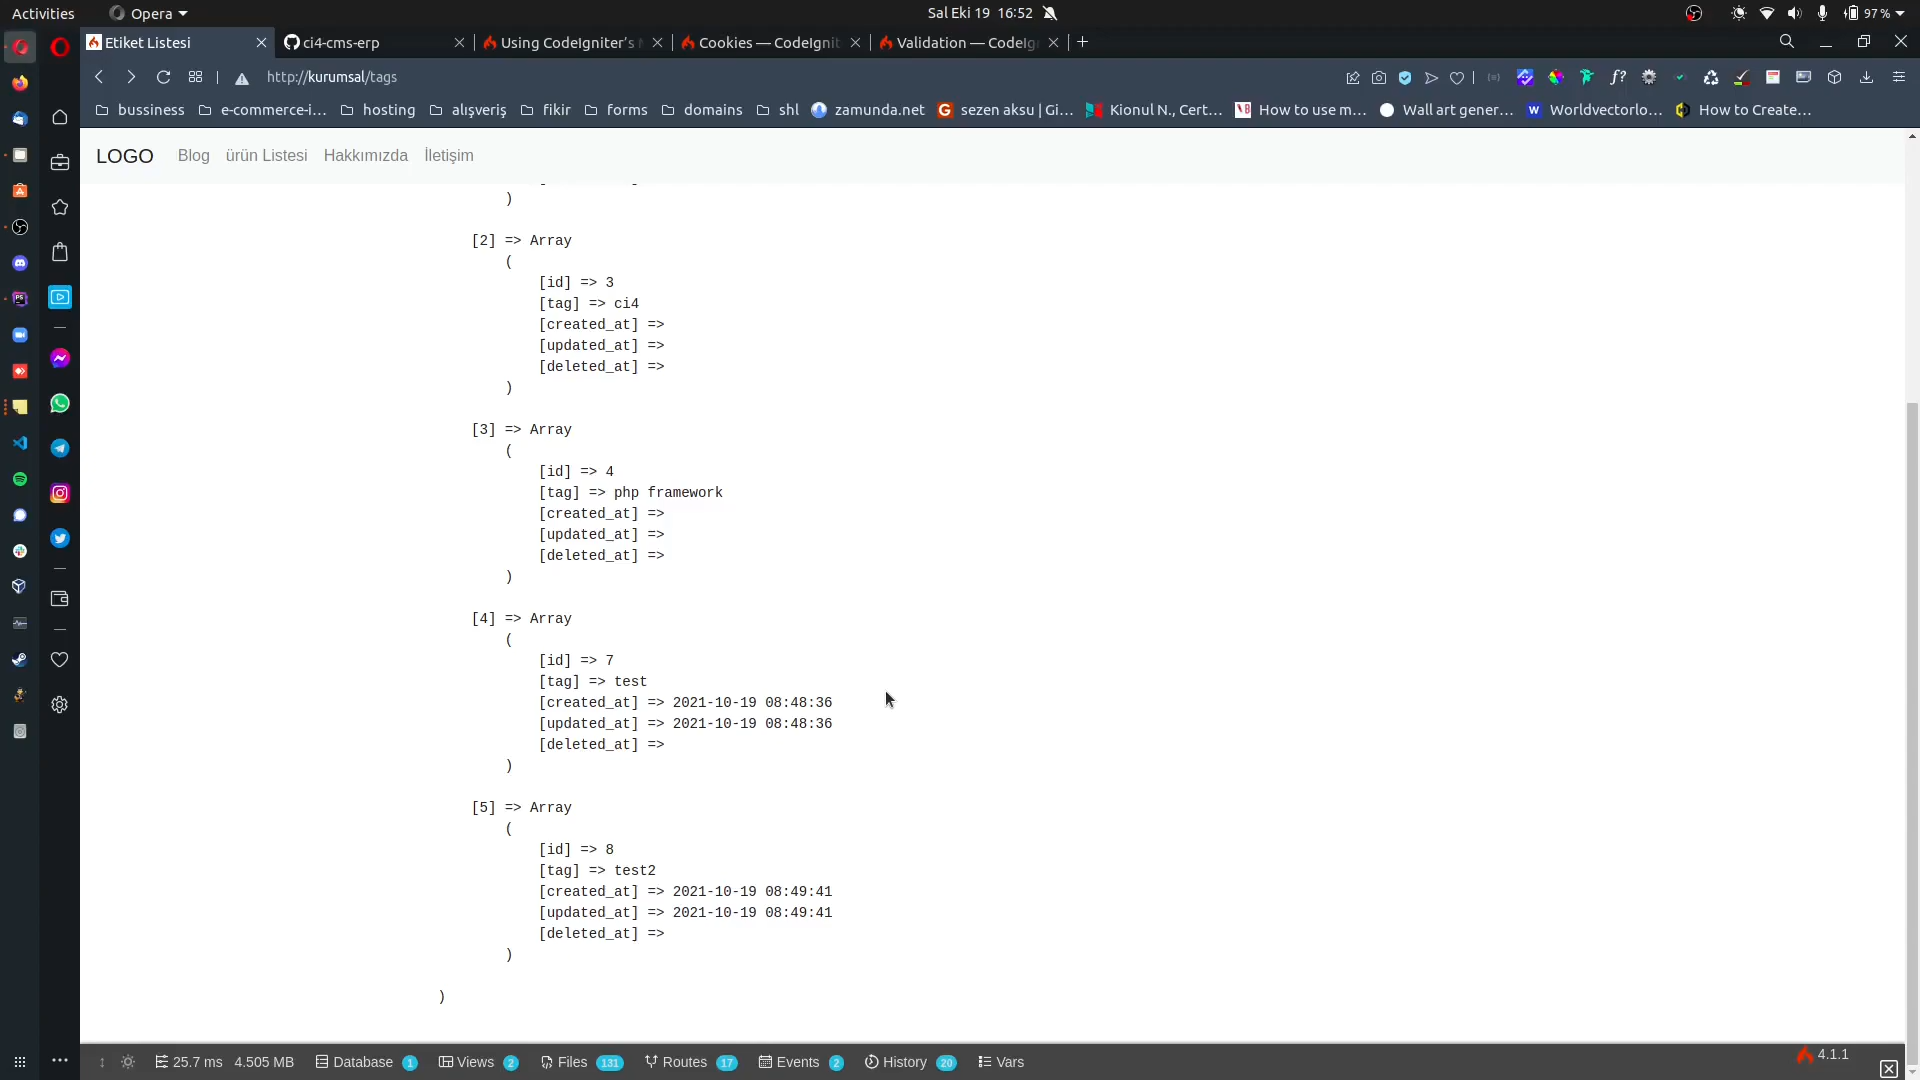 Activities
Opera
Sal Eki 19 16:52
97 %
Etiket Listesi
ci4-cms-erp
Using CodeIgniter's
Cookies — CodeIgnit
Validation — CodeIg
http://kurumsal/tags
bussiness
e-commerce-i...
hosting
alışveriş
fikir
forms
domains
shl
zamunda.net
sezen aksu | Gi...
Kionul N., Cert...
How to use m...
Wall art gener...
Worldvectorlo...
How to Create...
LOGO
Blog
ürün Listesi
Hakkımızda
İletişim
)
[2] => Array
(
[id] => 3
[tag] => ci4
[created_at] =>
[updated_at] =>
[deleted_at] =>
)
[3] => Array
(
[id] => 4
[tag] => php framework
[created_at] =>
[updated_at] =>
[deleted_at] =>
)
[4] => Array
(
[id] => 7
[tag] => test
[created_at] => 2021-10-19 08:48:36
[updated_at] => 2021-10-19 08:48:36
[deleted_at] =>
)
[5] => Array
(
[id] => 8
[tag] => test2
[created_at] => 2021-10-19 08:49:41
[updated_at] => 2021-10-19 08:49:41
[deleted_at] =>
)
)
25.7 ms
4.505 MB
Database 1
Views 2
Files 131
Routes 17
Events 2
History 20
Vars
4.1.1